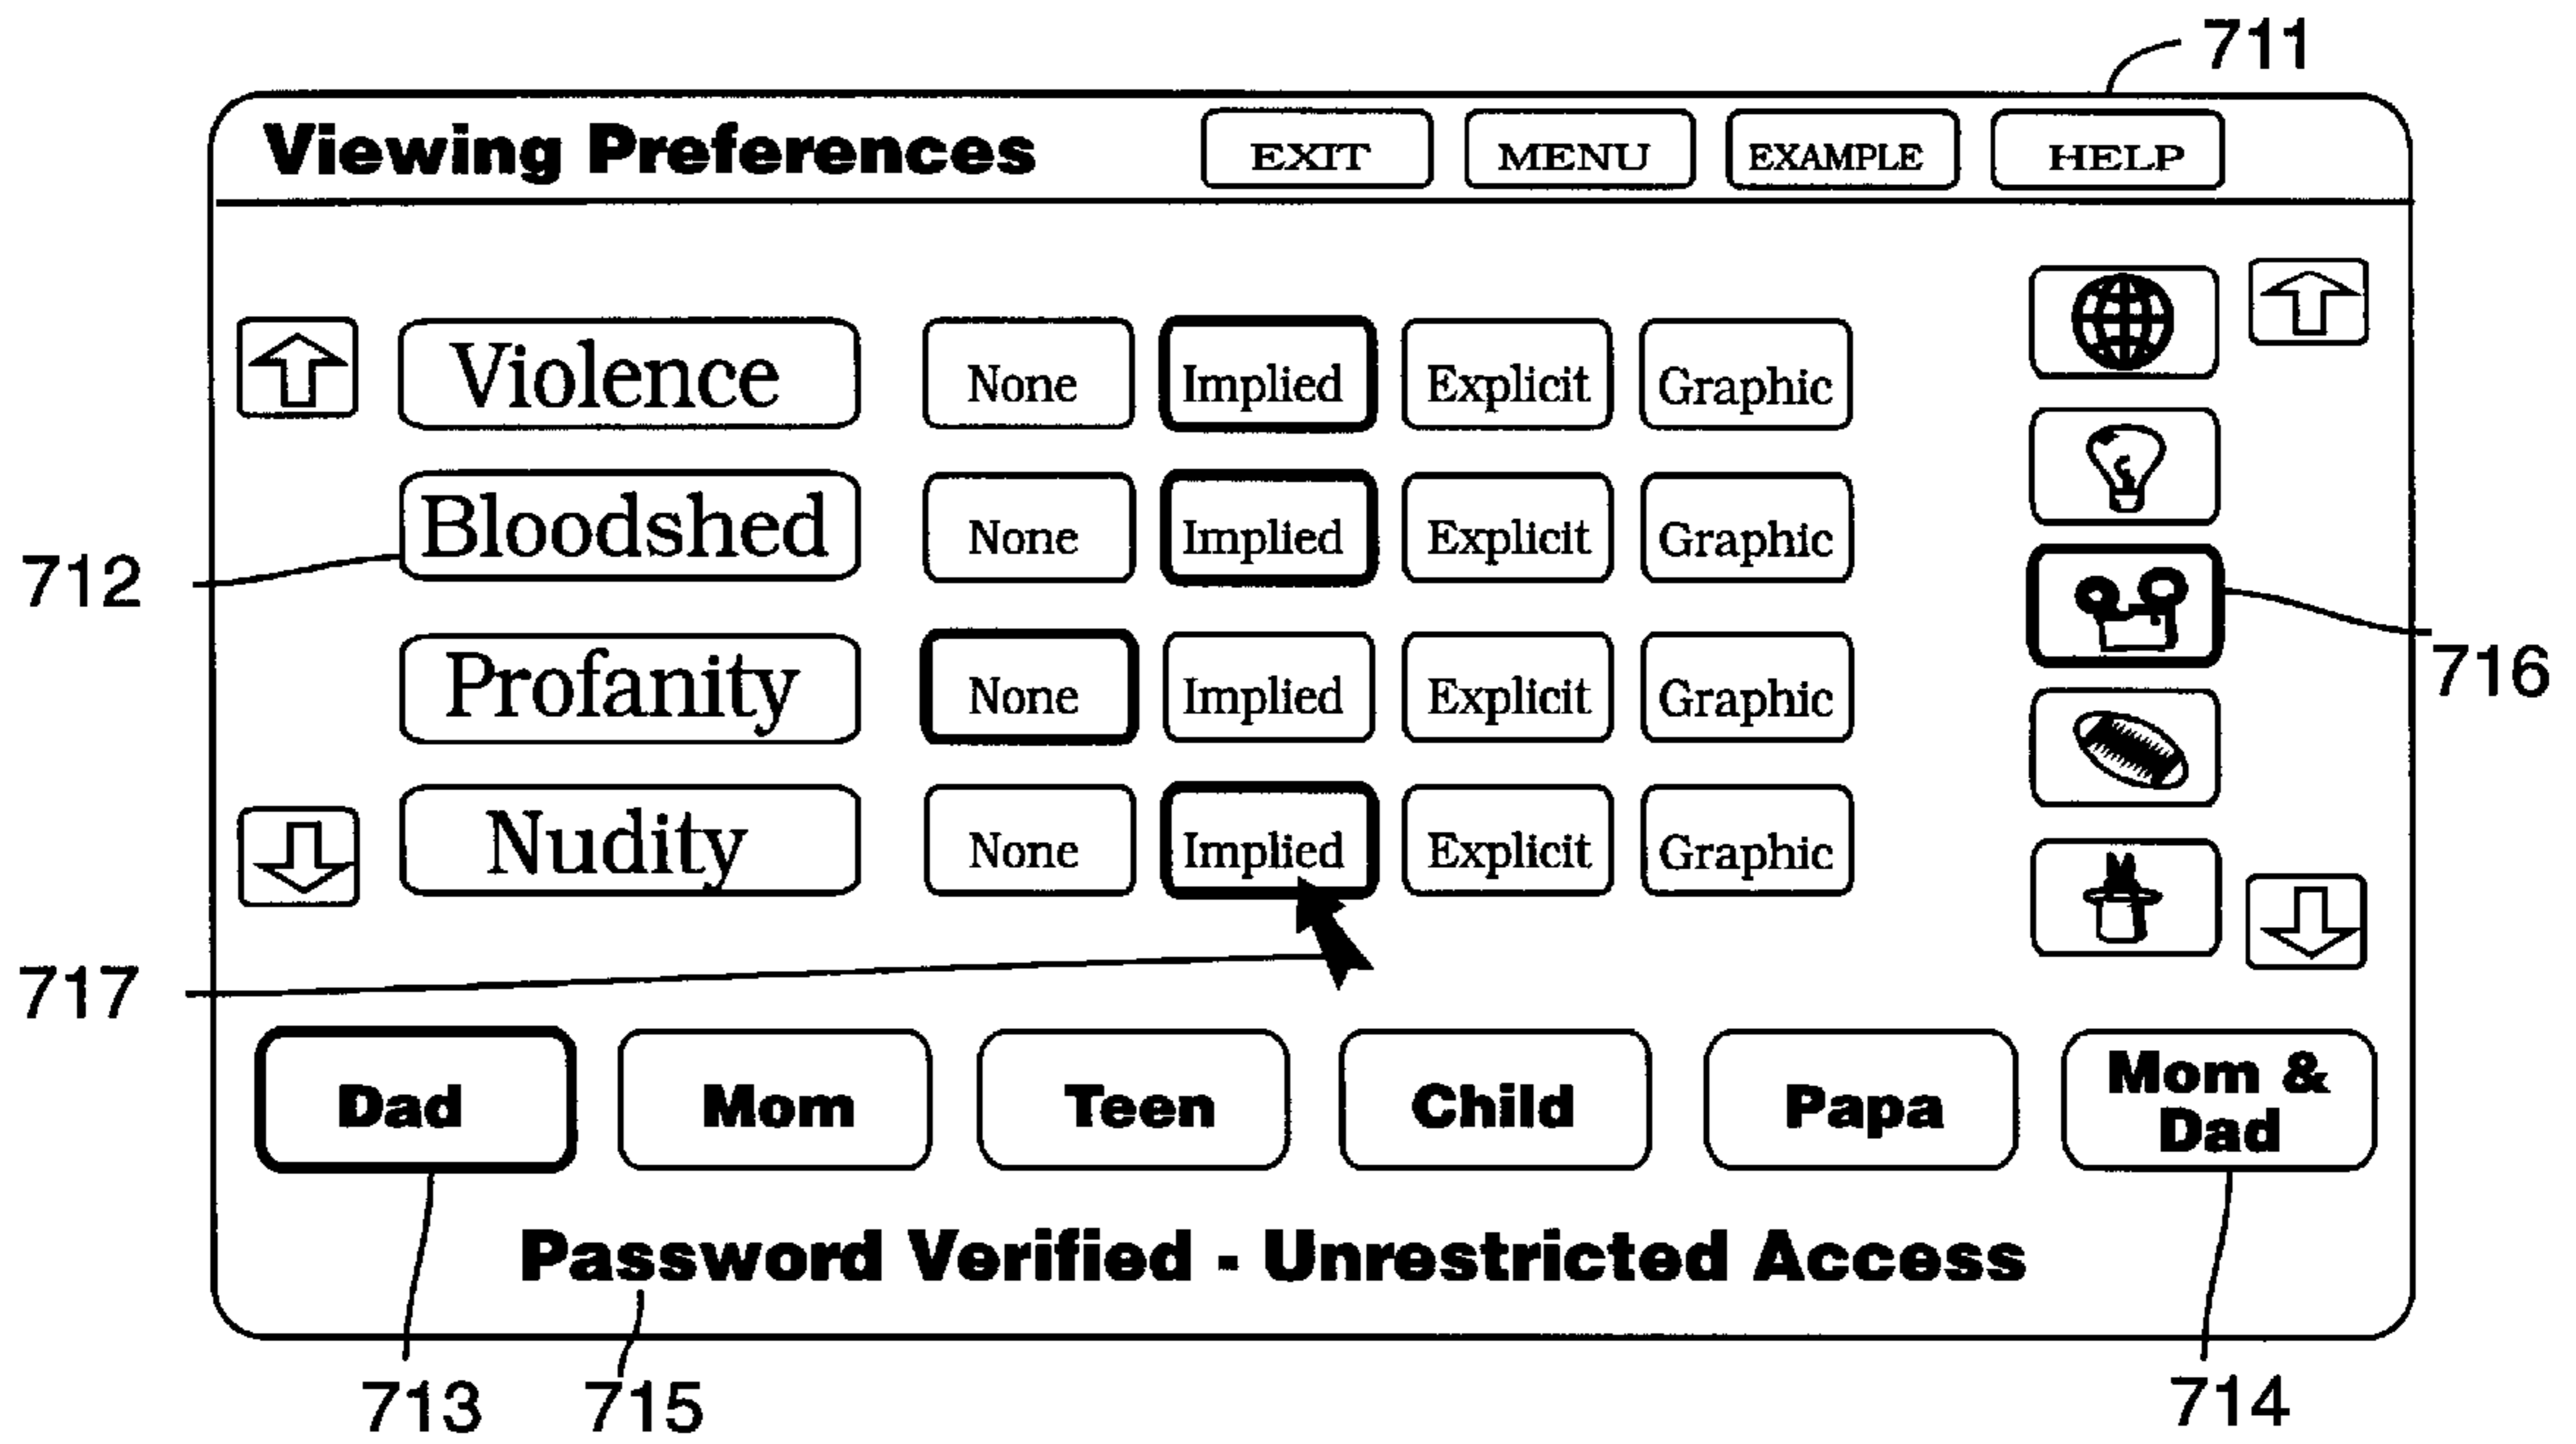 711
Viewing Preferences EXIT MENU EXAMPLE HELP
Violence None Implied Explicit Graphic
Bloodshed None Implied Explicit Graphic
712
Profanity None Implied Explicit Graphic
716
Nudity None Implied Explicit Graphic
717
Dad Mom Teen Child Papa Mom &
Dad
Password Verified - Unrestricted Access
713 715 714